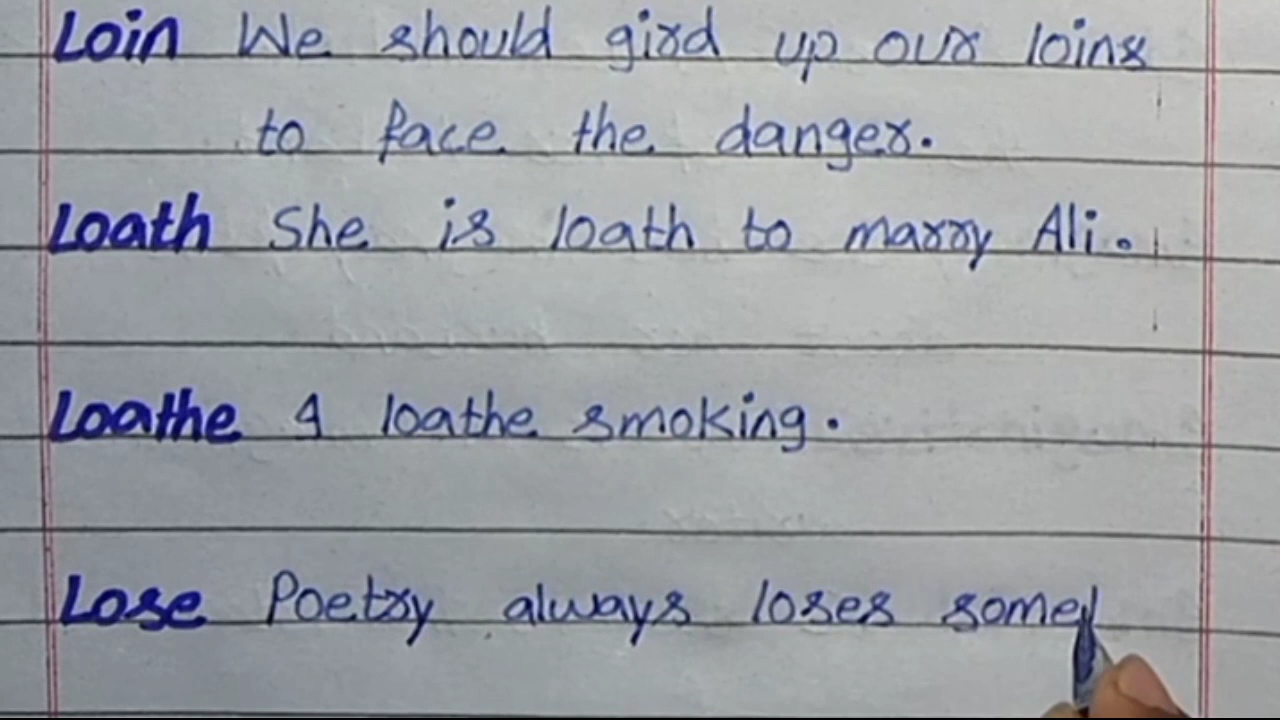 Loin We should gird up our loins
to face the danger.
Loath She is loath to marry Ali.
Loathe I loathe smoking.
Lose Poetry always loses some